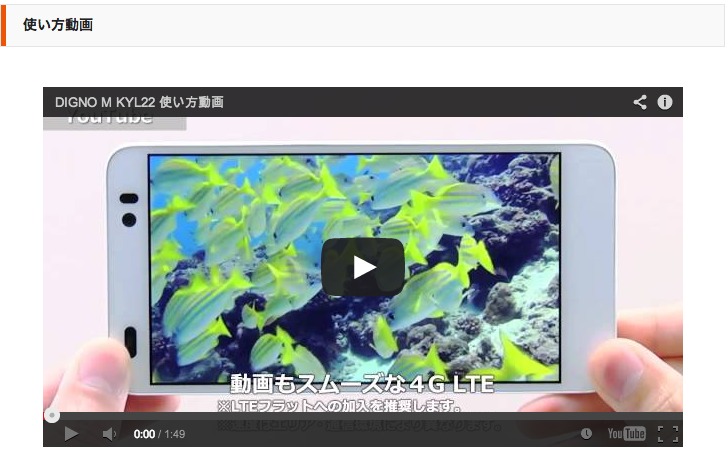 使い方動画
DIGNO M KYL22 使い方動画
YouTube
動画もスムーズな4G LTE
※LTEフラットへの加入を推奨します。
0:00 / 1:49
YouTube